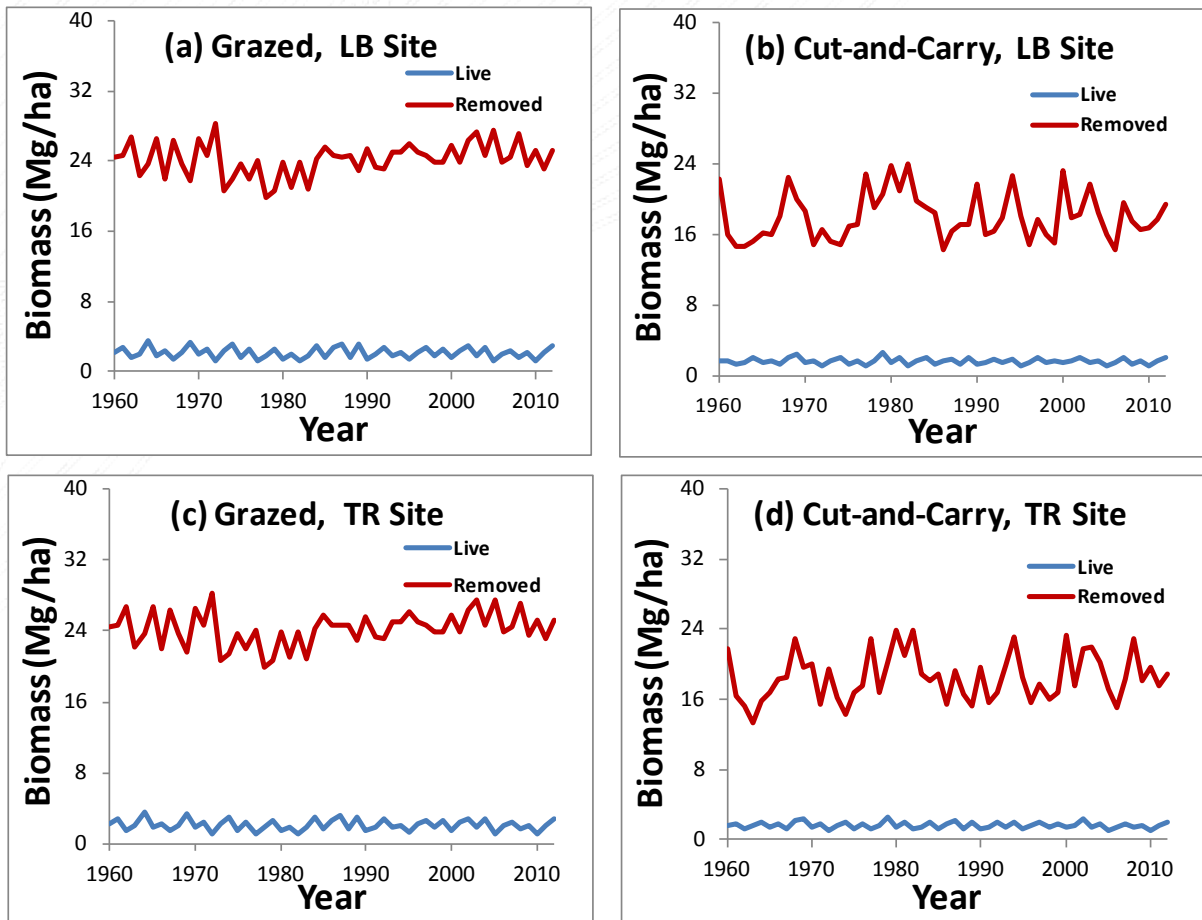 (a) Grazed, LB Site
Live
Removed
Biomass (Mg/ha)
40
32
24
16
8
0
1960 1970 1980 1990 2000 2010
Year
(b) Cut-and-Carry, LB Site
Live
Removed
Biomass (Mg/ha)
40
32
24
16
8
0
1960 1970 1980 1990 2000 2010
Year
(c) Grazed, TR Site
Live
Removed
Biomass (Mg/ha)
40
32
24
16
8
0
1960 1970 1980 1990 2000 2010
Year
(d) Cut-and-Carry, TR Site
Live
Removed
Biomass (Mg/ha)
40
32
24
16
8
0
1960 1970 1980 1990 2000 2010
Year